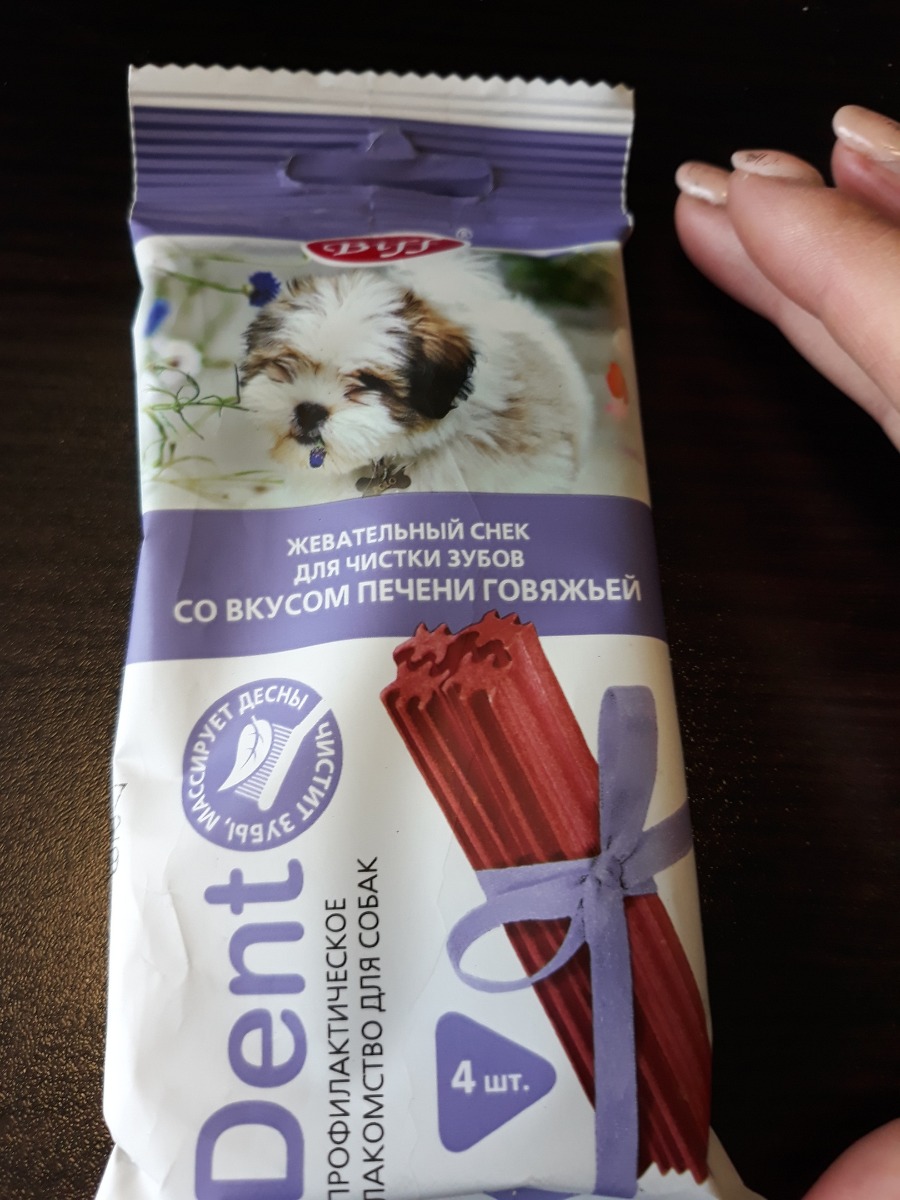 Biff®
ЖЕВАТЕЛЬНЫЙ СНЕК
ДЛЯ ЧИСТКИ ЗУБОВ
СО ВКУСОМ ПЕЧЕНИ ГОВЯЖЬЕЙ
ЧИСТИТ ЗУБЫ, МАССИРУЕТ ДЕСНЫ
Dent
ПРОФИЛАКТИЧЕСКОЕ
ЛАКОМСТВО ДЛЯ СОБАК
4 шт.